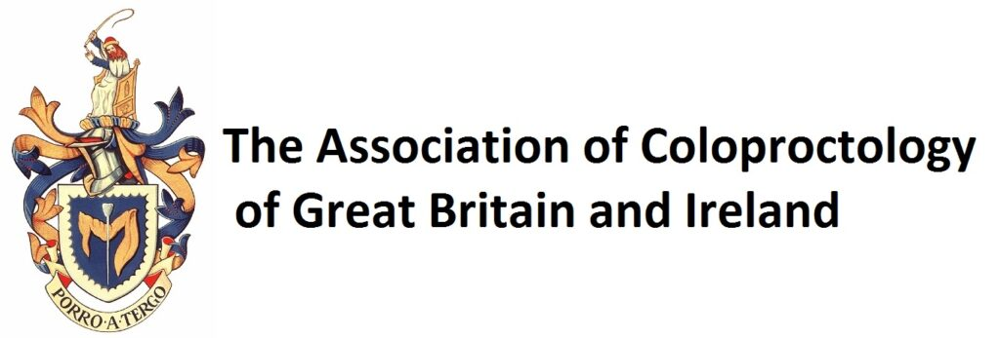 The Association of Coloproctology
of Great Britain and Ireland
PORRO·A·TERGO